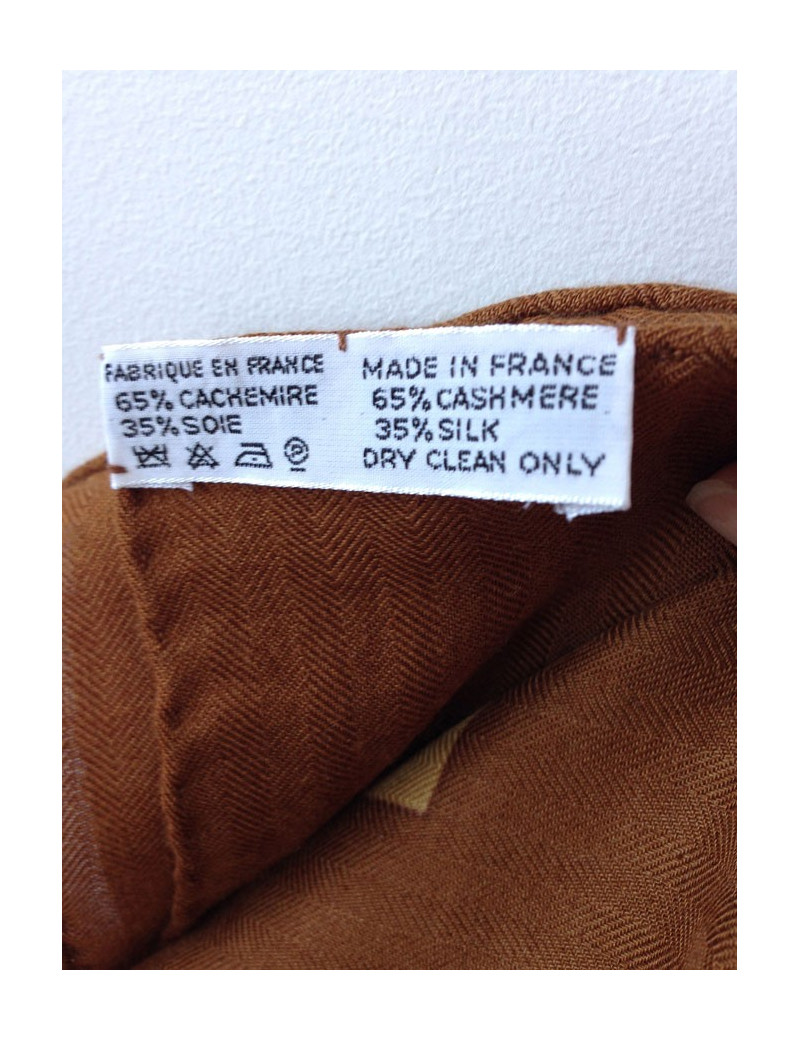 FABRIQUE EN FRANCE
65% CACHEMIRE
35% SOIE
P
MADE IN FRANCE
65% CASHMERE
35% SILK
DRY CLEAN ONLY